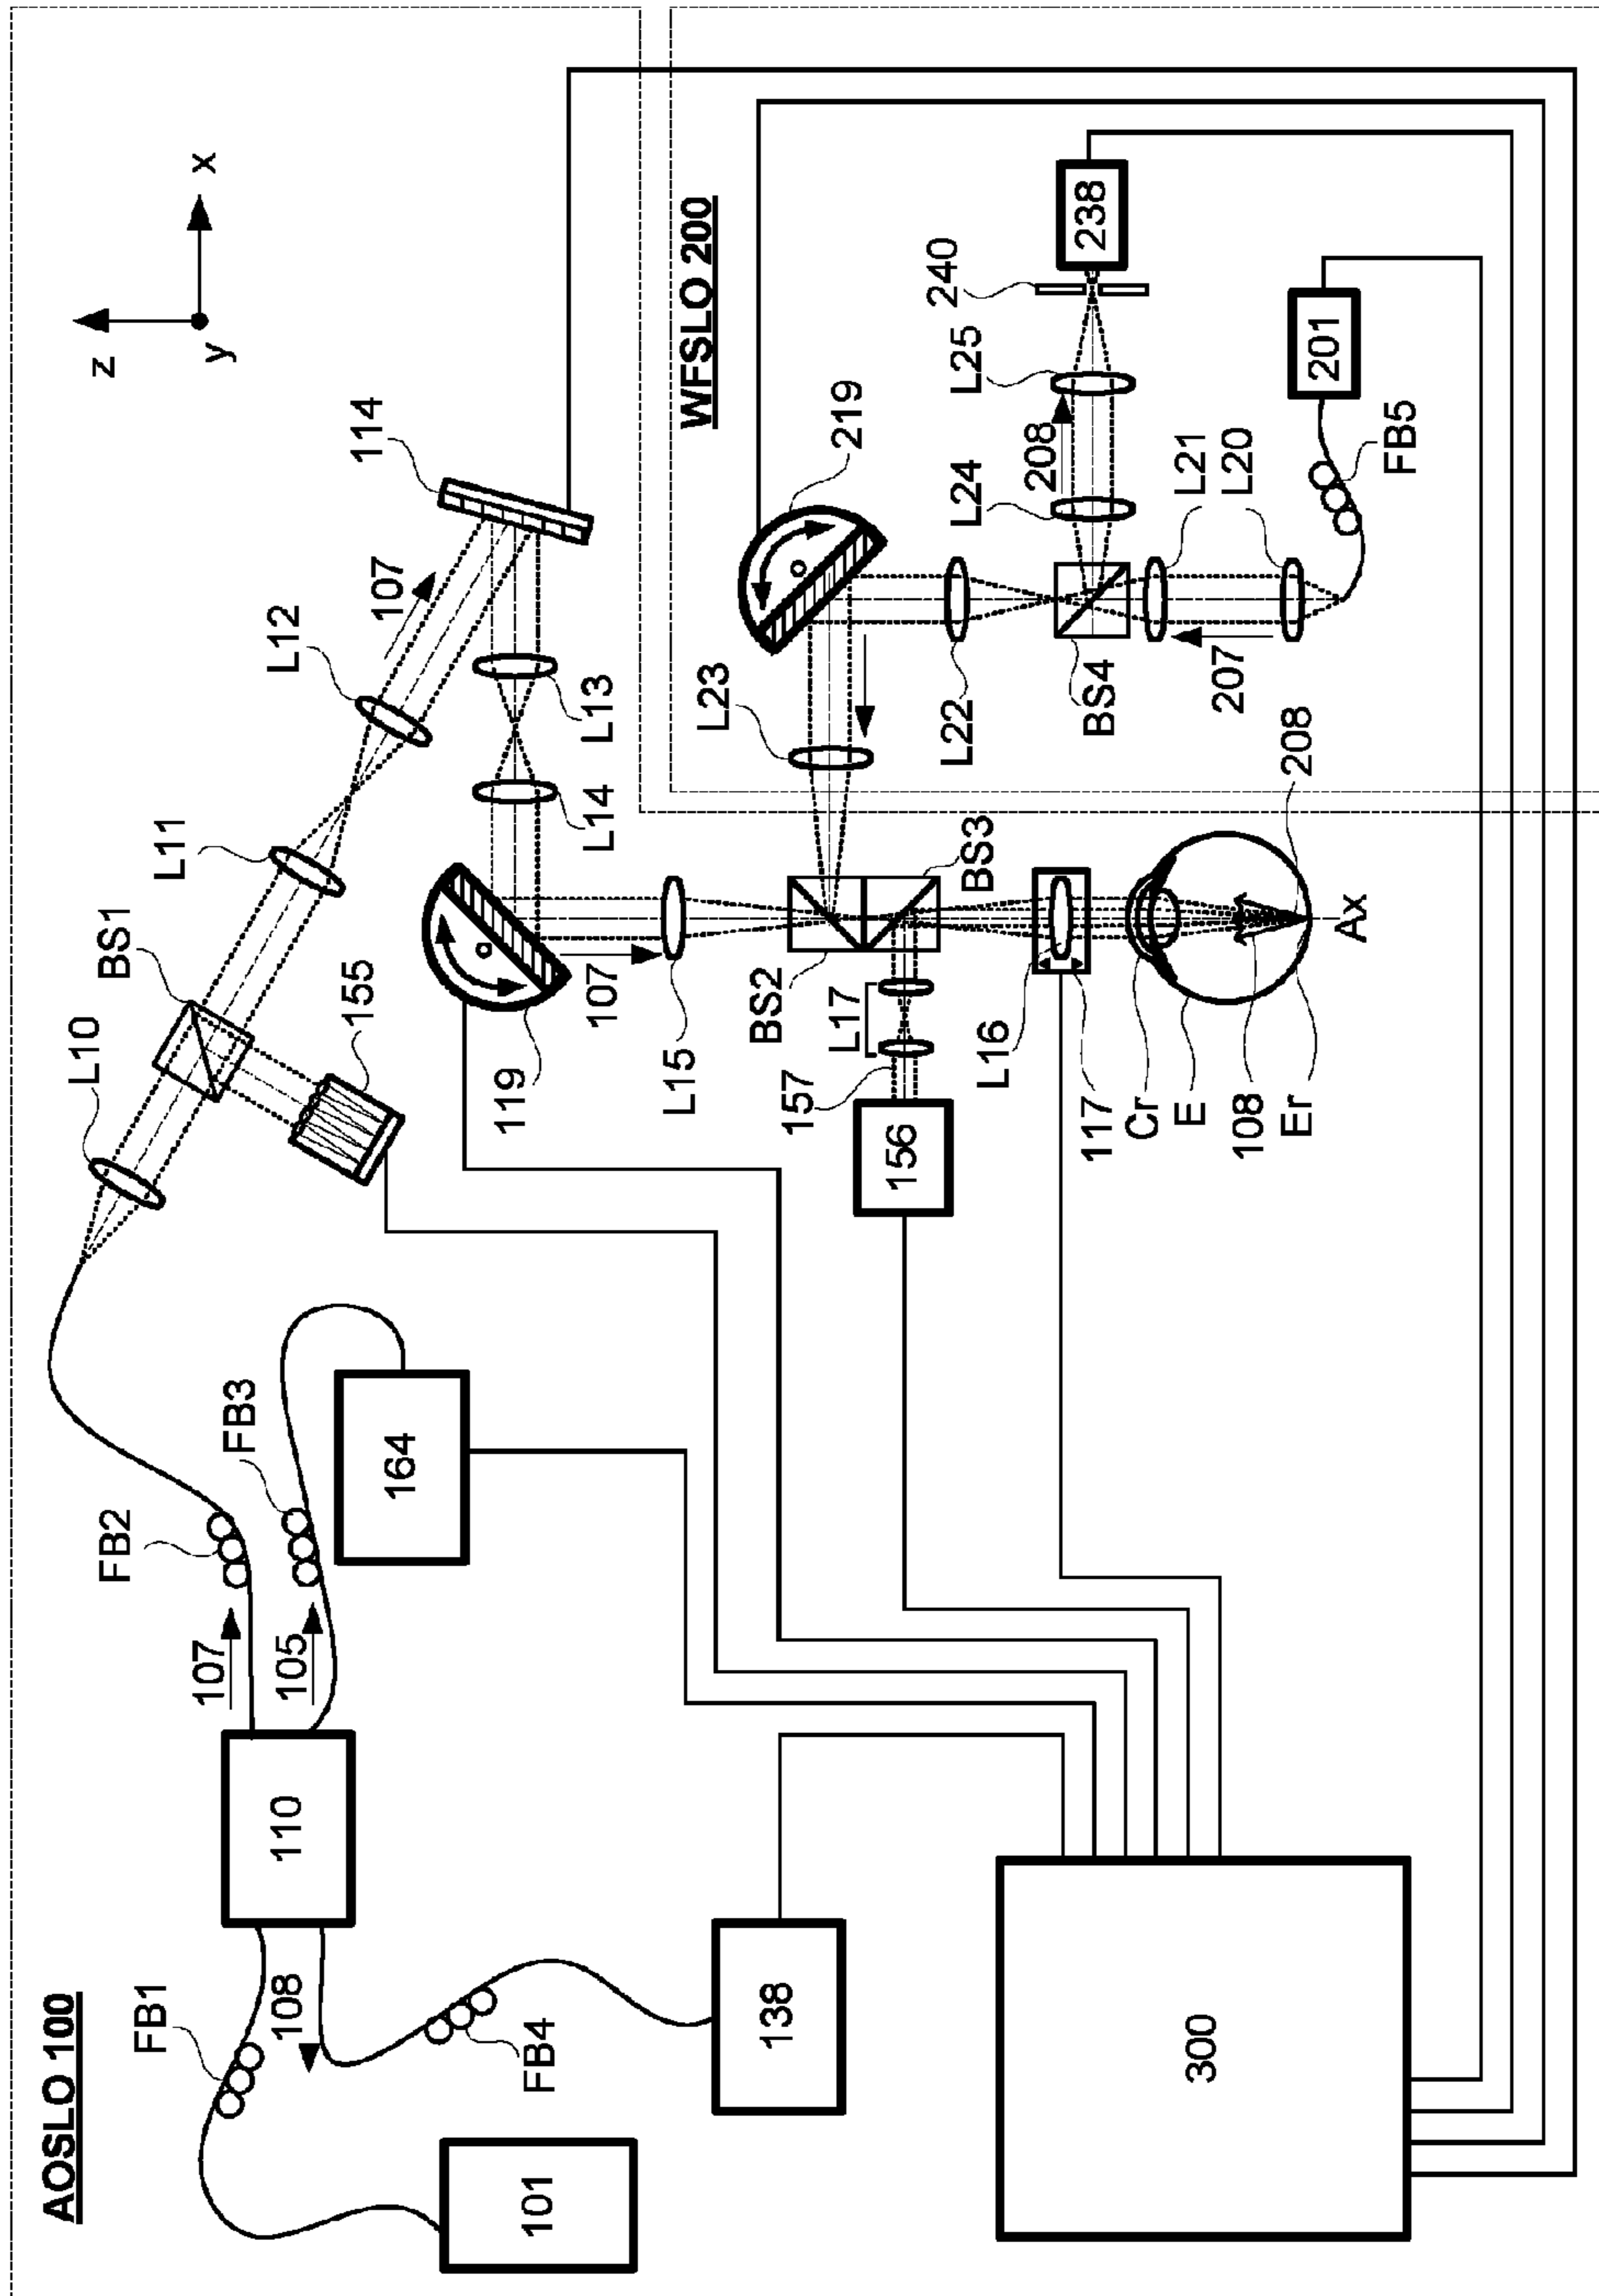 AOSLO 100
FB1
101
108
FB4
138
110
107
105
FB2
FB3
164
L10
BS1
155
L11
L12
107
114
z
x
y
L13
L14
119
107
L15
BS2
BS3
L17
157
156
L16
117
Cr
E
108
Er
208
Ax
WFSLO 200
219
L23
L22
BS4
L24
208
L25
240
238
L21
L20
207
FB5
201
300